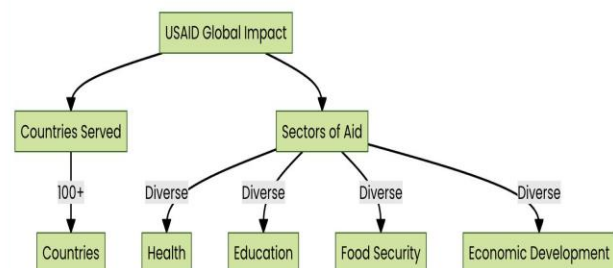 USAID Global Impact
Countries Served
Sectors of Aid
100+
Diverse
Diverse
Diverse
Diverse
Countries
Health
Education
Food Security
Economic Development